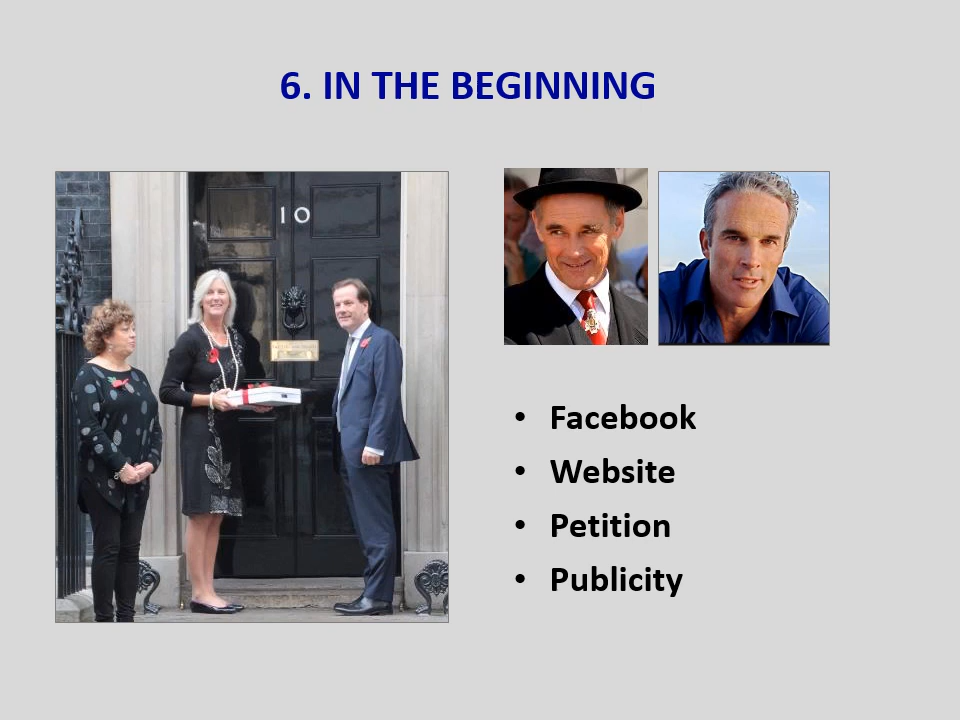 6. IN THE BEGINNING
10
• Facebook
• Website
• Petition
• Publicity